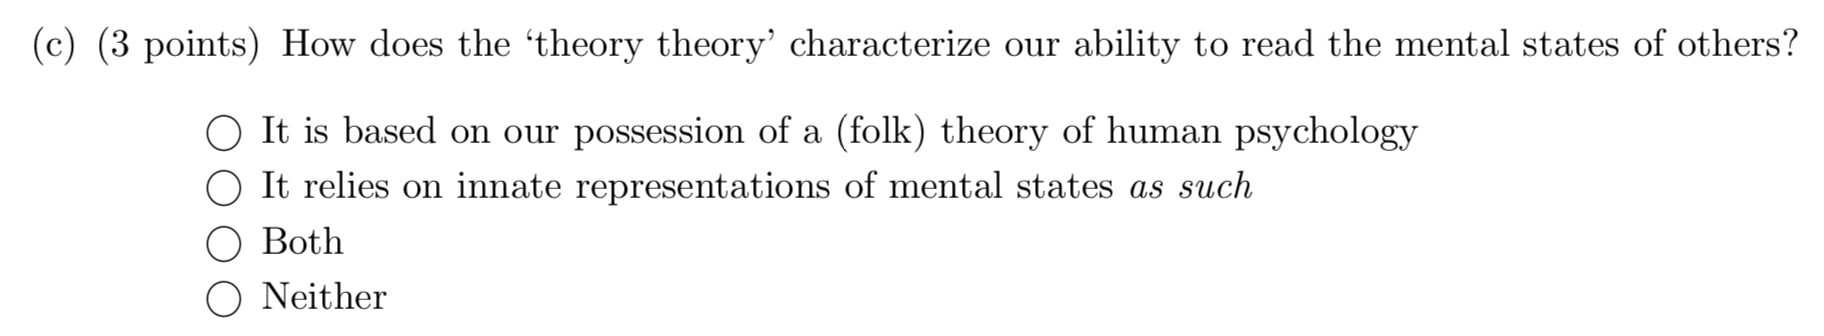 (c) (3 points) How does the ‘theory theory’ characterize our ability to read the mental states of others?
It is based on our possession of a (folk) theory of human psychology
It relies on innate representations of mental states as such
Both
Neither